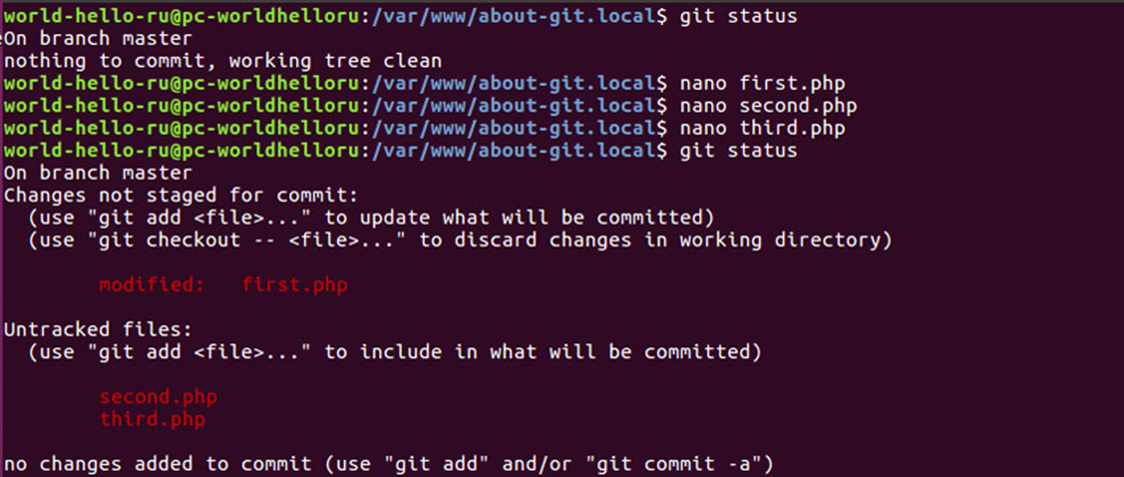 world-hello-ru@pc-worldhelloru:/var/www/about-git.local$ git status
On branch master
nothing to commit, working tree clean
world-hello-ru@pc-worldhelloru:/var/www/about-git.local$ nano first.php
world-hello-ru@pc-worldhelloru:/var/www/about-git.local$ nano second.php
world-hello-ru@pc-worldhelloru:/var/www/about-git.local$ nano third.php
world-hello-ru@pc-worldhelloru:/var/www/about-git.local$ git status
On branch master
Changes not staged for commit:
  (use "git add <file>..." to update what will be committed)
  (use "git checkout -- <file>..." to discard changes in working directory)
        modified:   first.php
Untracked files:
  (use "git add <file>..." to include in what will be committed)
        second.php
        third.php
no changes added to commit (use "git add" and/or "git commit -a")